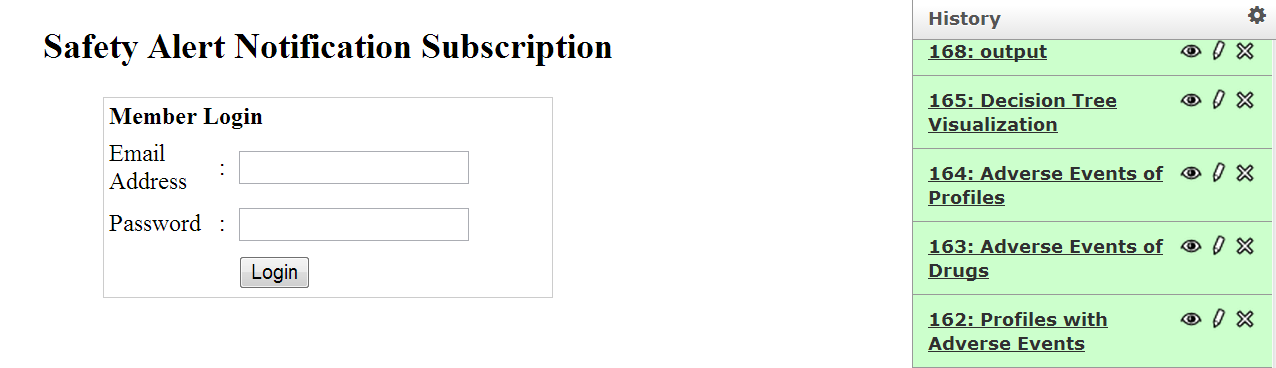 Safety Alert Notification Subscription
Member Login
Email
Address :
Password :
Login
History
168: output
165: Decision Tree
Visualization
164: Adverse Events of
Profiles
163: Adverse Events of
Drugs
162: Profiles with
Adverse Events